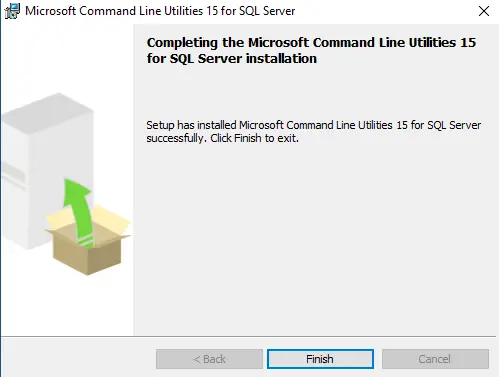 Microsoft Command Line Utilities 15 for SQL Server
Completing the Microsoft Command Line Utilities 15
for SQL Server installation
Setup has installed Microsoft Command Line Utilities 15 for SQL Server
successfully. Click Finish to exit.
< Back
Finish
Cancel